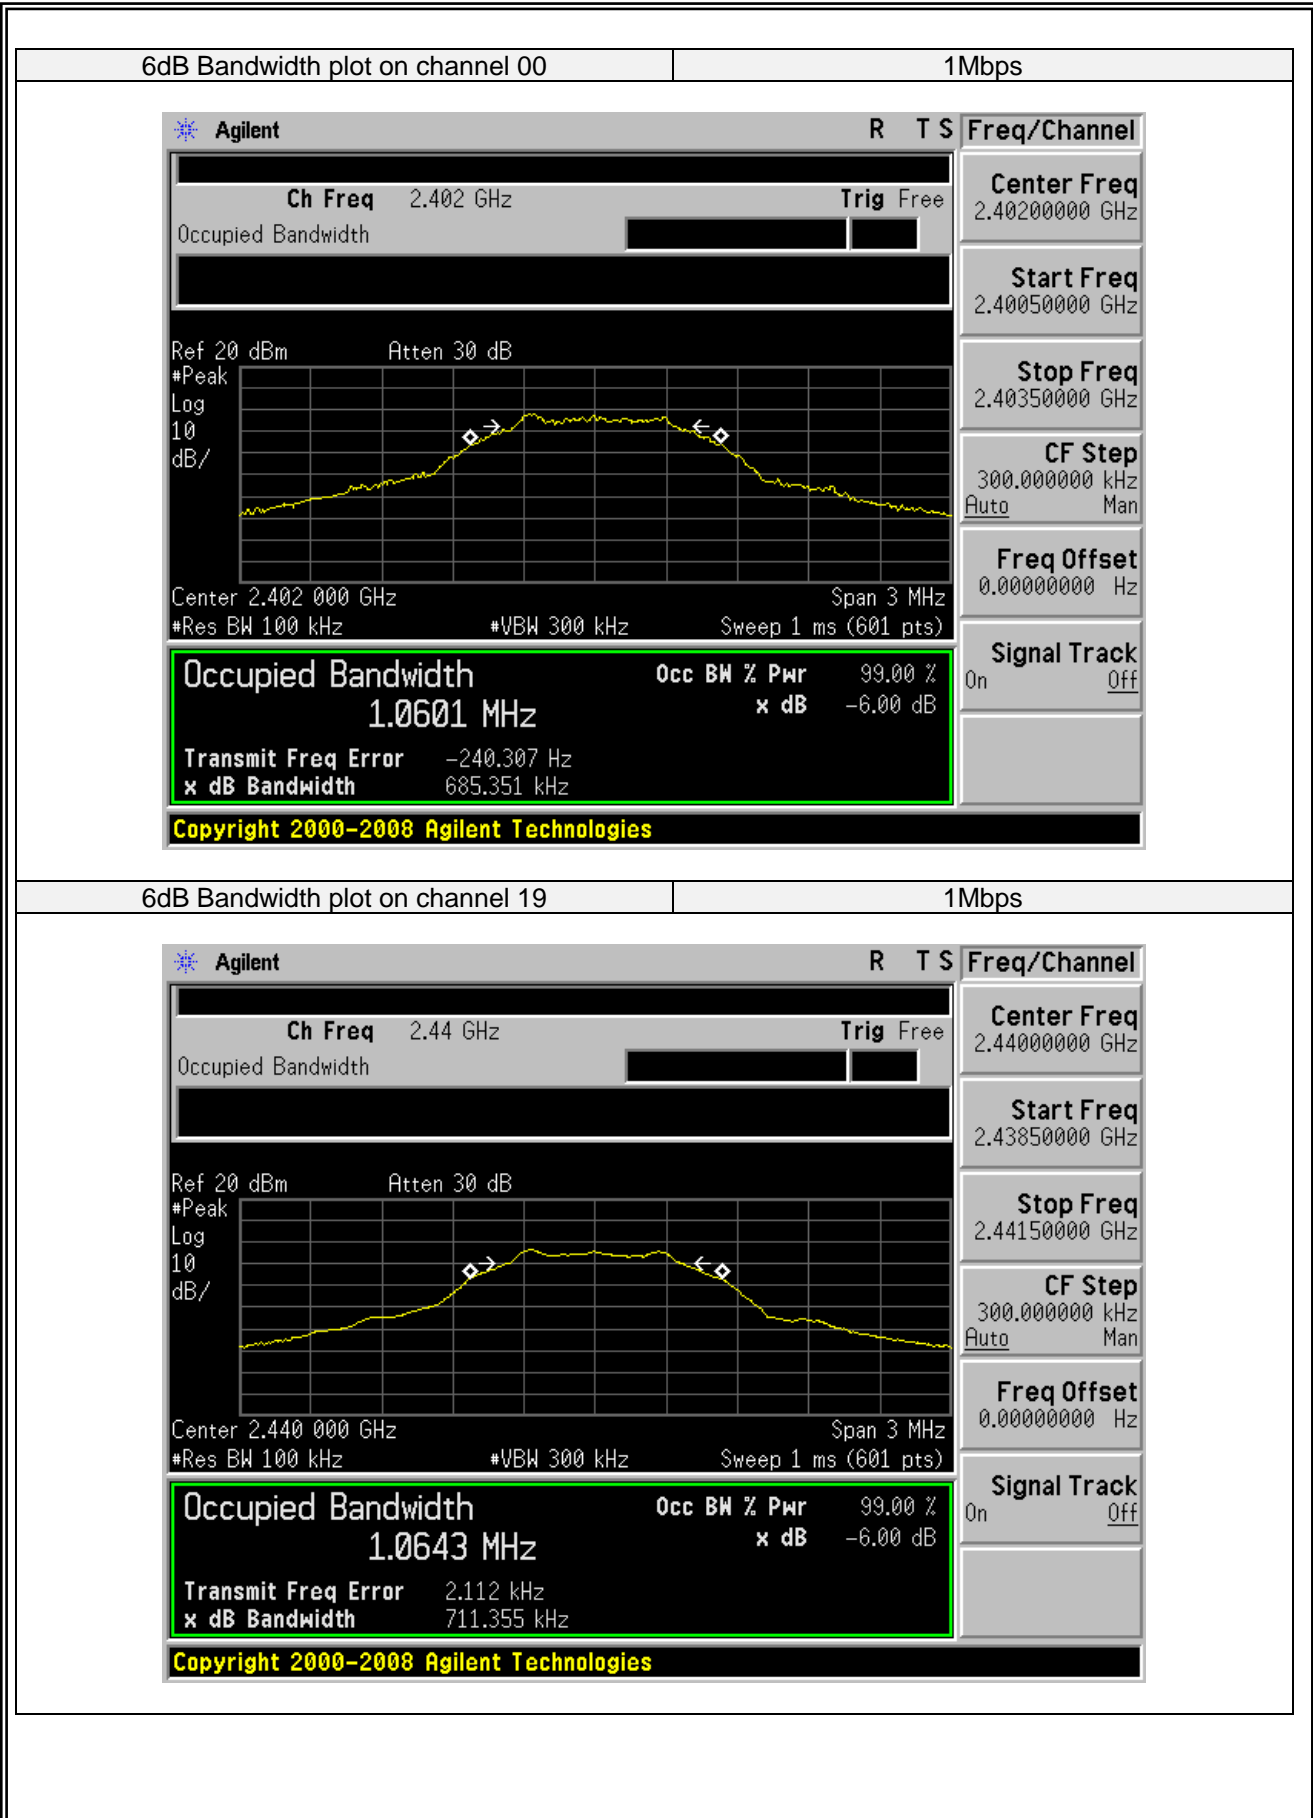 6dB Bandwidth plot on channel 00 1Mbps
Agilent R T S Freq/Channel
Ch Freq 2.402 GHz Trig Free
Occupied Bandwidth
Center Freq
2.40200000 GHz
Start Freq
2.40050000 GHz
Stop Freq
2.40350000 GHz
CF Step
300.000000 kHz
Auto Man
Freq Offset
0.00000000 Hz
Signal Track
On Off
Ref 20 dBm Atten 30 dB
#Peak
Log
10
dB/
Center 2.402 000 GHz Span 3 MHz
#Res BW 100 kHz #VBW 300 kHz Sweep 1 ms (601 pts)
Occupied Bandwidth Occ BW % Pwr 99.00 %
1.0601 MHz x dB -6.00 dB
Transmit Freq Error -240.307 Hz
x dB Bandwidth 685.351 kHz
Copyright 2000-2008 Agilent Technologies
6dB Bandwidth plot on channel 19 1Mbps
Agilent R T S Freq/Channel
Ch Freq 2.44 GHz Trig Free
Occupied Bandwidth
Center Freq
2.44000000 GHz
Start Freq
2.43850000 GHz
Stop Freq
2.44150000 GHz
CF Step
300.000000 kHz
Auto Man
Freq Offset
0.00000000 Hz
Signal Track
On Off
Ref 20 dBm Atten 30 dB
#Peak
Log
10
dB/
Center 2.440 000 GHz Span 3 MHz
#Res BW 100 kHz #VBW 300 kHz Sweep 1 ms (601 pts)
Occupied Bandwidth Occ BW % Pwr 99.00 %
1.0643 MHz x dB -6.00 dB
Transmit Freq Error 2.112 kHz
x dB Bandwidth 711.355 kHz
Copyright 2000-2008 Agilent Technologies